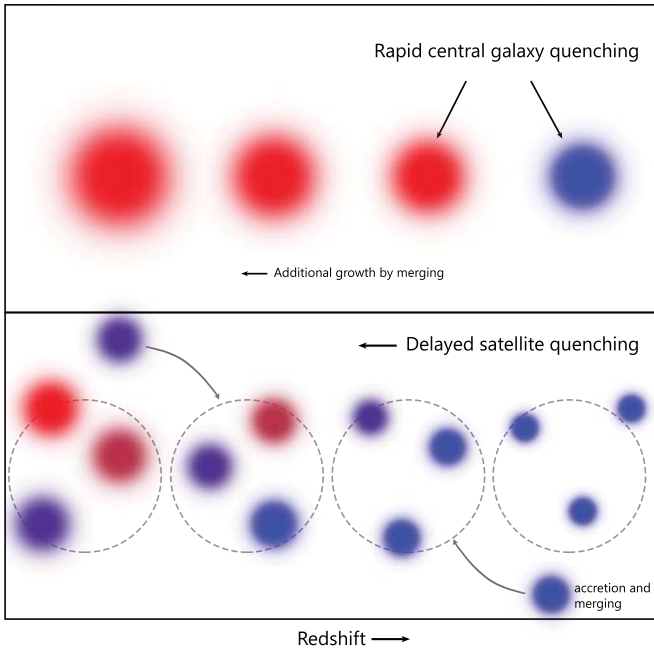 Rapid central galaxy quenching
Additional growth by merging
Delayed satellite quenching
accretion and
merging
Redshift